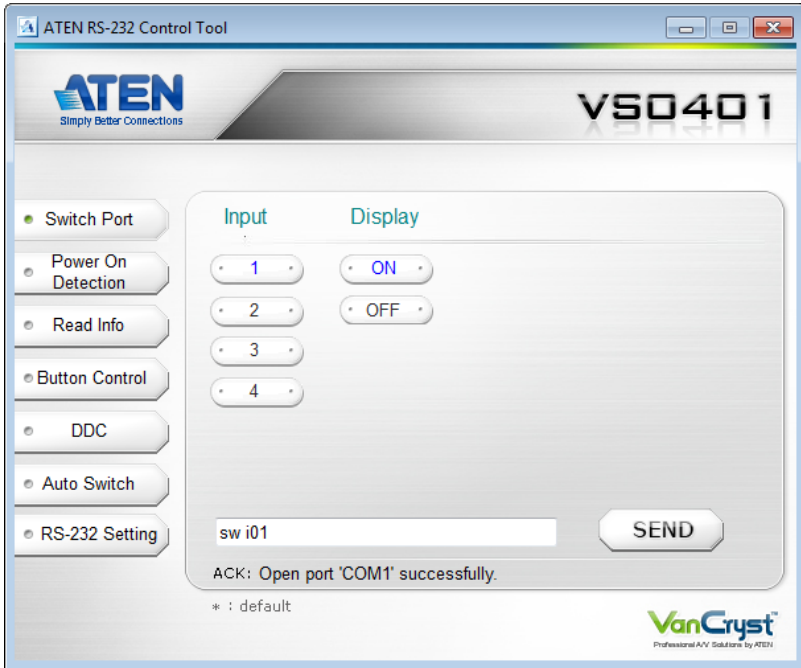 ATEN RS-232 Control Tool
ATEN
Simply Better Connections
VS0401
Switch Port
Power On
Detection
Read Info
Button Control
DDC
Auto Switch
RS-232 Setting
Input Display
1 ON
2 OFF
3
4
sw i01
SEND
ACK: Open port 'COM1' successfully.
* : default
VanCryst™
Professional A/V Solutions by ATEN